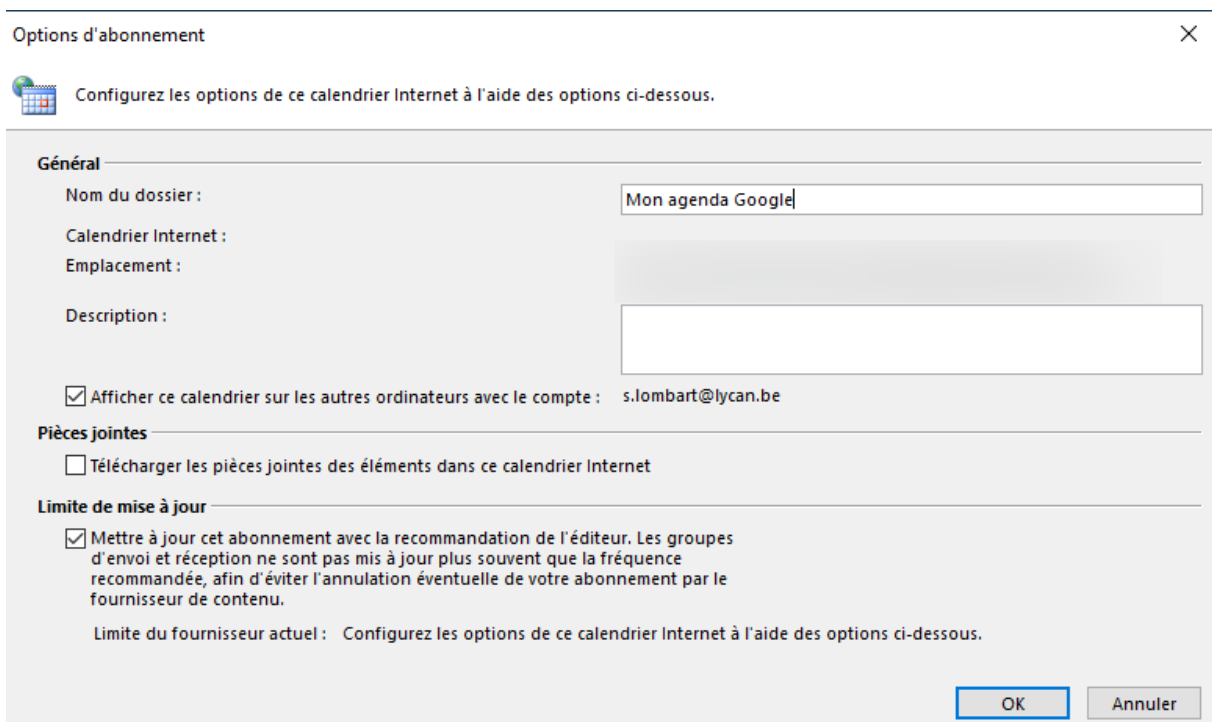 Options d'abonnement
Configurez les options de ce calendrier Internet à l'aide des options ci-dessous.
Général
Nom du dossier :
Mon agenda Google
Calendrier Internet :
Emplacement :
Description :
Afficher ce calendrier sur les autres ordinateurs avec le compte : s.lombart@lycan.be
Pièces jointes
Télécharger les pièces jointes des éléments dans ce calendrier Internet
Limite de mise à jour
Mettre à jour cet abonnement avec la recommandation de l'éditeur. Les groupes
d'envoi et réception ne sont pas mis à jour plus souvent que la fréquence
recommandée, afin d'éviter l'annulation éventuelle de votre abonnement par le
fournisseur de contenu.
Limite du fournisseur actuel : Configurez les options de ce calendrier Internet à l'aide des options ci-dessous.
OK Annuler